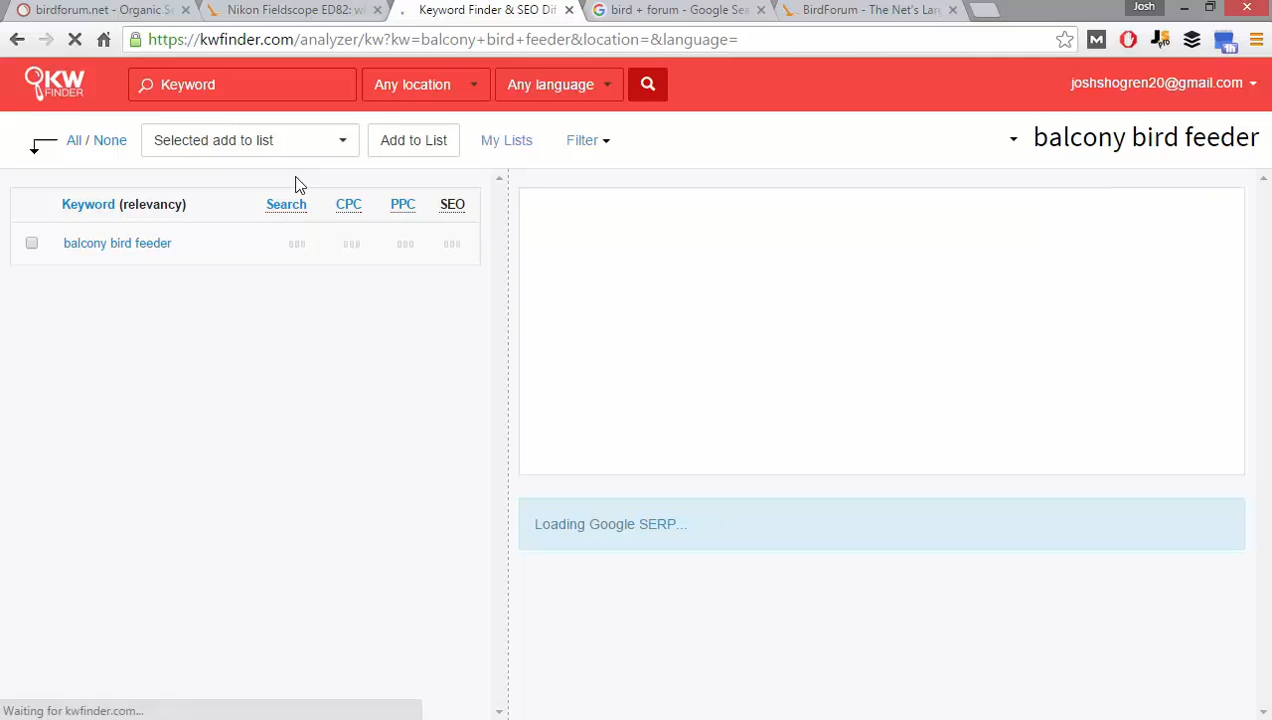 birdforum.net - Organic Se
Nikon Fieldscope ED82: w
Keyword Finder & SEO Dif
bird + forum - Google Sea
BirdForum - The Net's Larg
Josh
https://kwfinder.com/analyzer/kw?kw=balcony+bird+feeder&location=&language=
M
1h
KW FINDER
Keyword
Any location
Any language
joshshogren20@gmail.com
All / None
Selected add to list
Add to List
My Lists
Filter
balcony bird feeder
Keyword (relevancy)
Search
CPC
PPC
SEO
balcony bird feeder
Loading Google SERP...
Waiting for kwfinder.com...